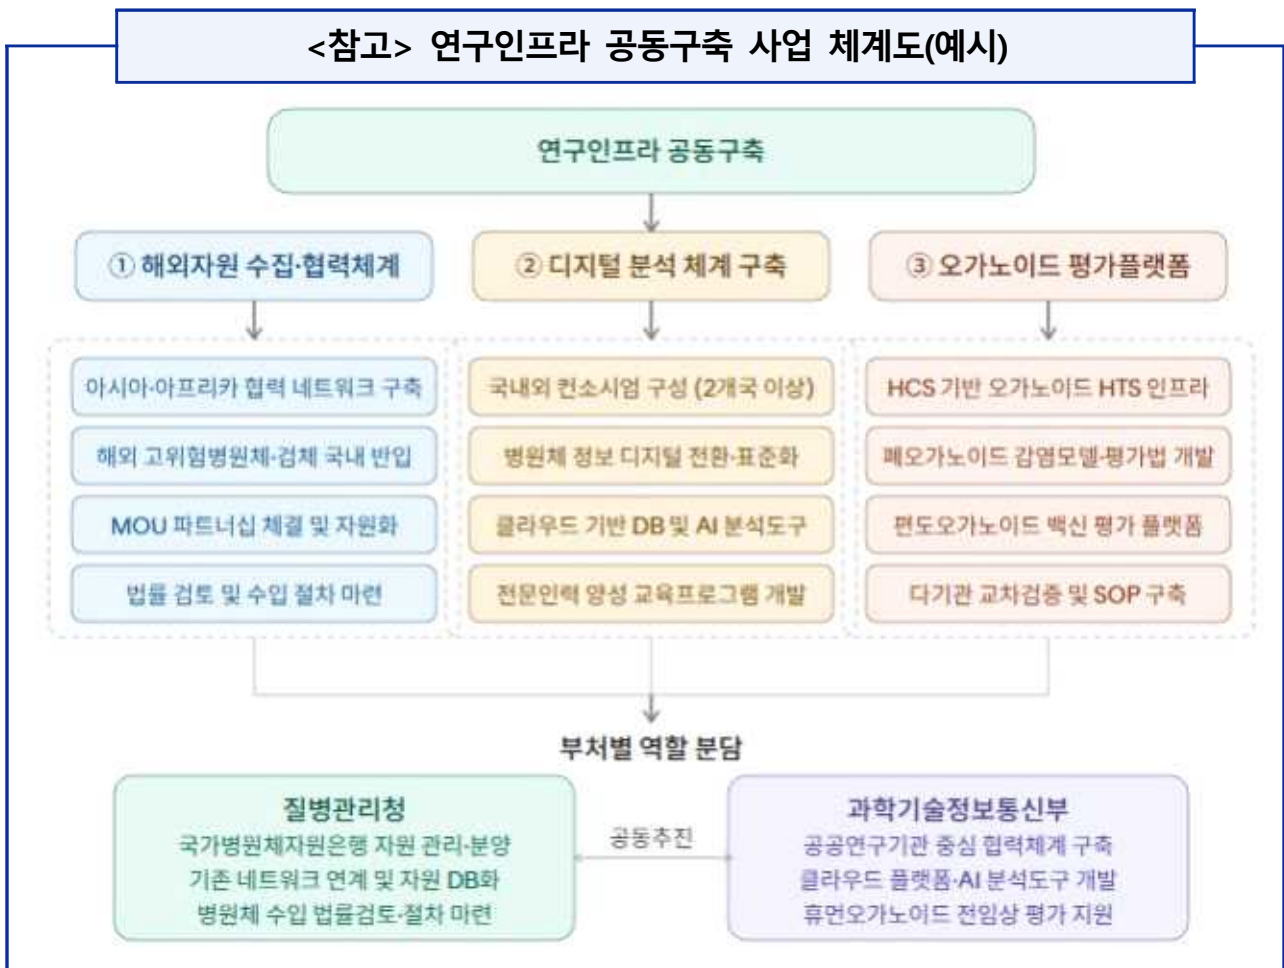 <참고> 연구인프라 공동구축 사업 체계도(예시)
연구인프라 공동구축
① 해외자원 수집·협력체계
아시아·아프리카 협력 네트워크 구축
해외 고위험병원체·검체 국내 반입
MOU 파트너십 체결 및 자원화
법률 검토 및 수입 절차 마련
② 디지털 분석 체계 구축
국내외 컨소시엄 구성 (2개국 이상)
병원체 정보 디지털 전환·표준화
클라우드 기반 DB 및 AI 분석도구
전문인력 양성 교육프로그램 개발
③ 오가노이드 평가플랫폼
HCS 기반 오가노이드 HTS 인프라
폐오가노이드 감염모델·평가법 개발
편도오가노이드 백신 평가 플랫폼
다기관 교차검증 및 SOP 구축
부처별 역할 분담
질병관리청
국가병원체자원은행 자원 관리·분양
기존 네트워크 연계 및 자원 DB화
병원체 수입 법률검토·절차 마련
공동추진
과학기술정보통신부
공공연구기관 중심 협력체계 구축
클라우드 플랫폼·AI 분석도구 개발
휴먼오가노이드 전임상 평가 지원